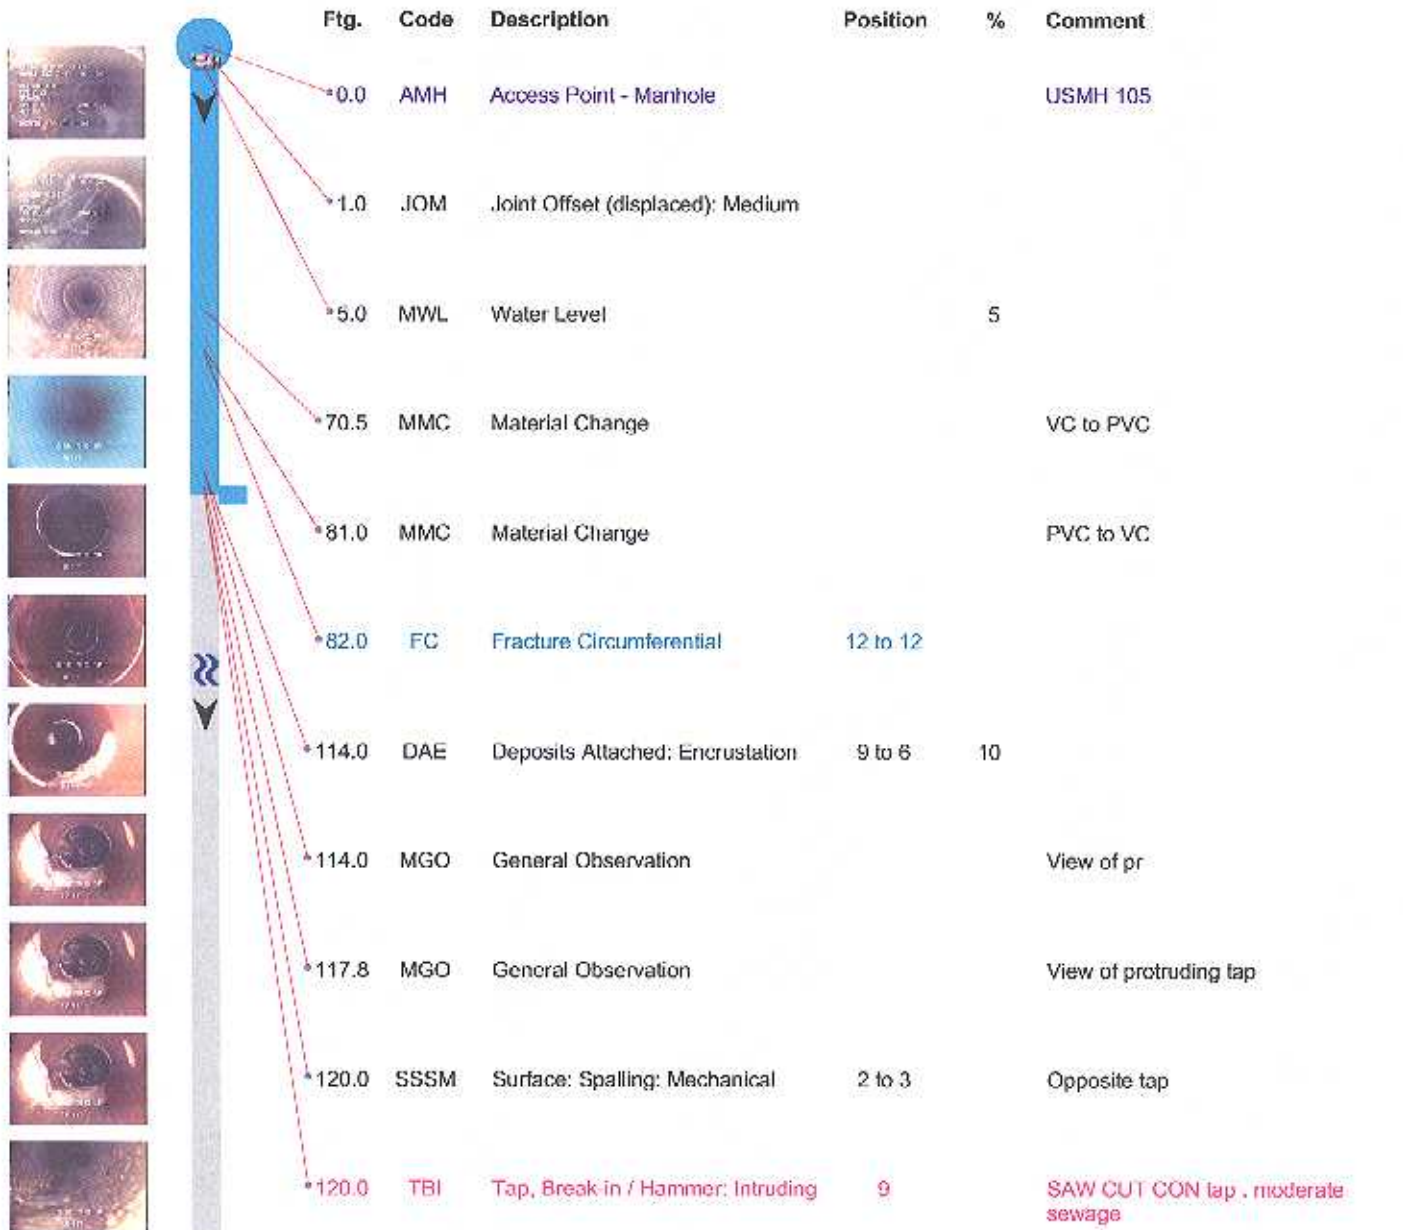 Ftg. Code Description Position % Comment
0.0 AMH Access Point - Manhole USMH 105
1.0 JOM Joint Offset (displaced): Medium
5.0 MWL Water Level 5
70.5 MMC Material Change VC to PVC
81.0 MMC Material Change PVC to VC
82.0 FC Fracture Circumferential 12 to 12
114.0 DAE Deposits Attached: Encrustation 9 to 6 10
114.0 MGO General Observation View of pr
117.8 MGO General Observation View of protruding tap
120.0 SSSM Surface: Spalling: Mechanical 2 to 3 Opposite tap
120.0 TBI Tap, Break-in / Hammer: Intruding 9 SAW CUT CON tap . moderate
sewage